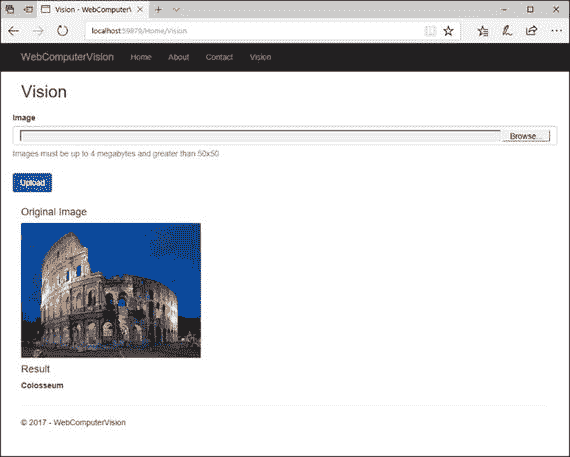 Vision - WebComputerV
localhost:59879/Home/Vision
WebComputerVision Home About Contact Vision
Vision
Image
Browse...
Images must be up to 4 megabytes and greater than 50x50
Upload
Original Image
Result
Colosseum
© 2017 - WebComputerVision